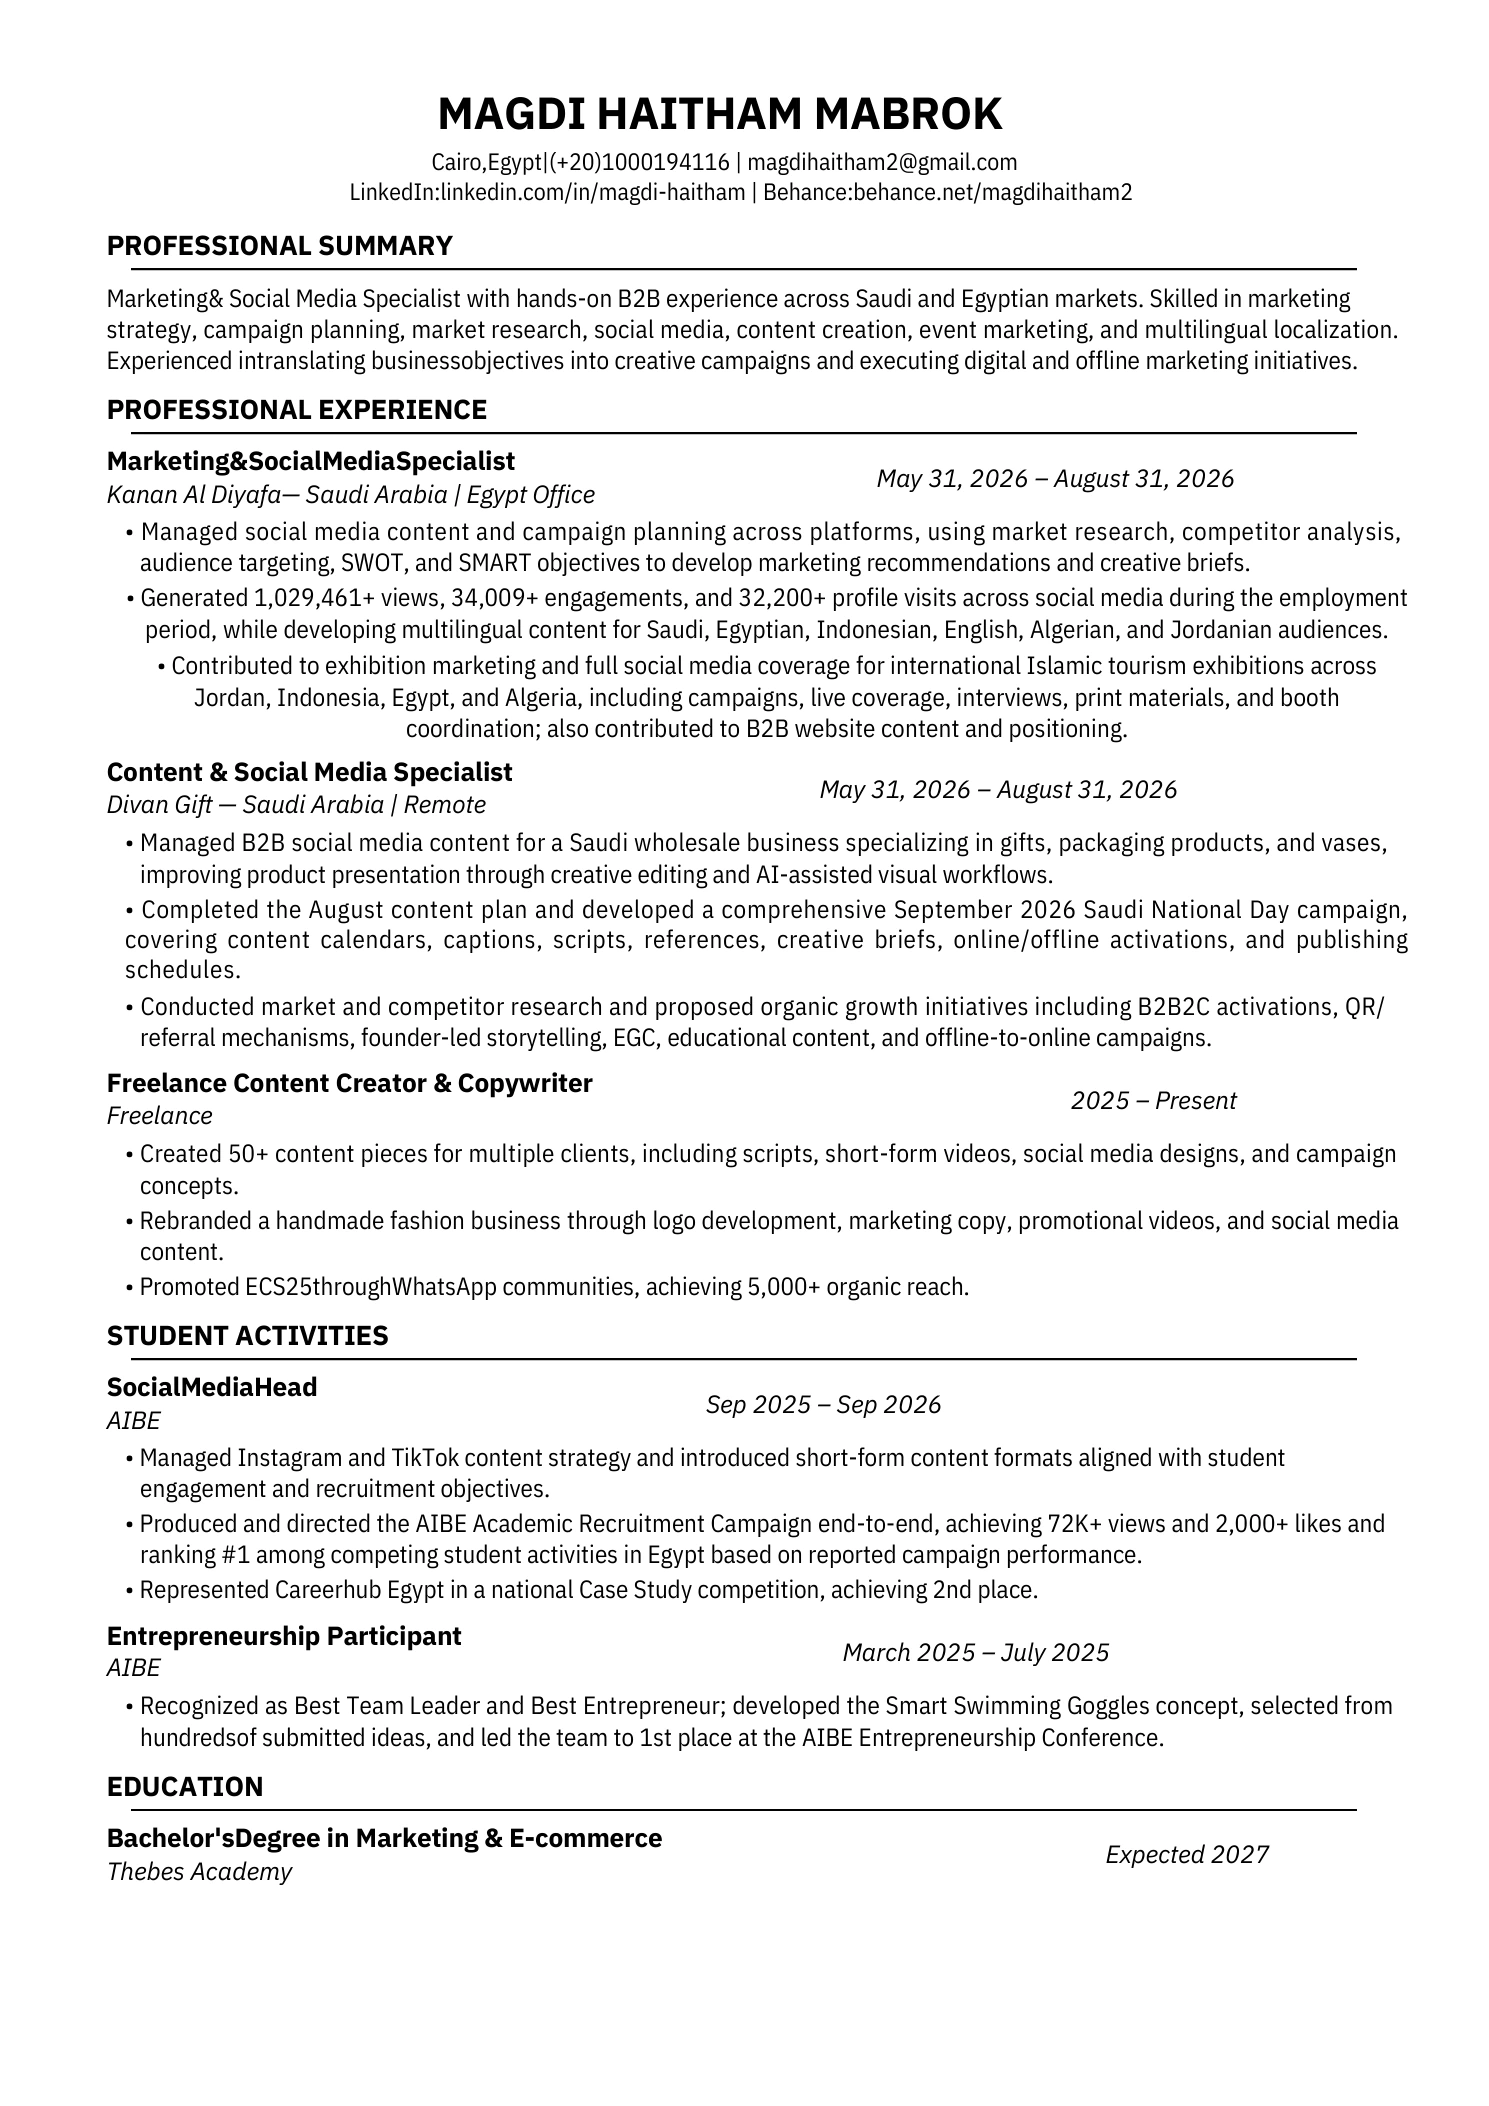 MAGDI HAITHAM MABROK
Cairo,Egypt|(+20)1000194116 | magdihaitham2@gmail.com
LinkedIn:linkedin.com/in/magdi-haitham | Behance:behance.net/magdihaitham2
PROFESSIONAL SUMMARY
Marketing& Social Media Specialist with hands-on B2B experience across Saudi and Egyptian markets. Skilled in marketing
strategy, campaign planning, market research, social media, content creation, event marketing, and multilingual localization.
Experienced intranslating businessobjectives into creative campaigns and executing digital and offline marketing initiatives.
PROFESSIONAL EXPERIENCE
Marketing&SocialMediaSpecialist
May 31, 2026 – August 31, 2026
Kanan Al Diyafa— Saudi Arabia | Egypt Office
• Managed social media content and campaign planning across platforms, using market research, competitor analysis,
audience targeting, SWOT, and SMART objectives to develop marketing recommendations and creative briefs.
• Generated 1,029,461+ views, 34,009+ engagements, and 32,200+ profile visits across social media during the employment
period, while developing multilingual content for Saudi, Egyptian, Indonesian, English, Algerian, and Jordanian audiences.
• Contributed to exhibition marketing and full social media coverage for international Islamic tourism exhibitions across
Jordan, Indonesia, Egypt, and Algeria, including campaigns, live coverage, interviews, print materials, and booth
coordination; also contributed to B2B website content and positioning.
Content & Social Media Specialist
May 31, 2026 – August 31, 2026
Divan Gift — Saudi Arabia | Remote
• Managed B2B social media content for a Saudi wholesale business specializing in gifts, packaging products, and vases,
improving product presentation through creative editing and AI-assisted visual workflows.
• Completed the August content plan and developed a comprehensive September 2026 Saudi National Day campaign,
covering content calendars, captions, scripts, references, creative briefs, online/offline activations, and publishing
schedules.
• Conducted market and competitor research and proposed organic growth initiatives including B2B2C activations, QR/
referral mechanisms, founder-led storytelling, EGC, educational content, and offline-to-online campaigns.
Freelance Content Creator & Copywriter
2025 – Present
Freelance
• Created 50+ content pieces for multiple clients, including scripts, short-form videos, social media designs, and campaign
concepts.
• Rebranded a handmade fashion business through logo development, marketing copy, promotional videos, and social media
content.
• Promoted ECS25throughWhatsApp communities, achieving 5,000+ organic reach.
STUDENT ACTIVITIES
SocialMediaHead
Sep 2025 – Sep 2026
AIBE
• Managed Instagram and TikTok content strategy and introduced short-form content formats aligned with student
engagement and recruitment objectives.
• Produced and directed the AIBE Academic Recruitment Campaign end-to-end, achieving 72K+ views and 2,000+ likes and
ranking #1 among competing student activities in Egypt based on reported campaign performance.
• Represented Careerhub Egypt in a national Case Study competition, achieving 2nd place.
Entrepreneurship Participant
March 2025 – July 2025
AIBE
• Recognized as Best Team Leader and Best Entrepreneur; developed the Smart Swimming Goggles concept, selected from
hundredsof submitted ideas, and led the team to 1st place at the AIBE Entrepreneurship Conference.
EDUCATION
Bachelor'sDegree in Marketing & E-commerce
Expected 2027
Thebes Academy